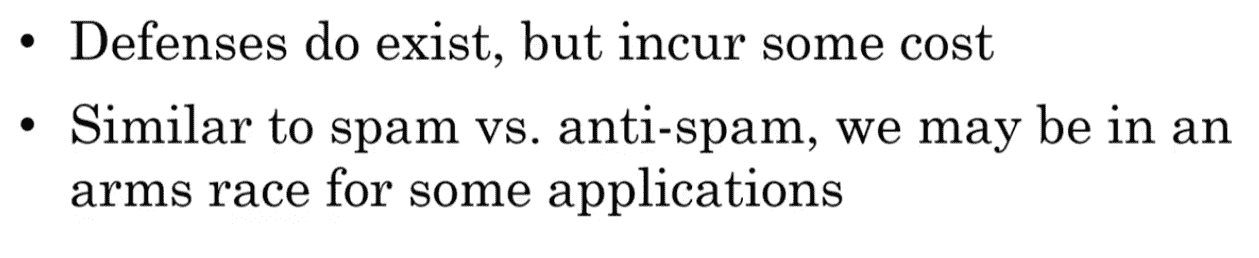 • Defenses do exist, but incur some cost
• Similar to spam vs. anti-spam, we may be in an
arms race for some applications